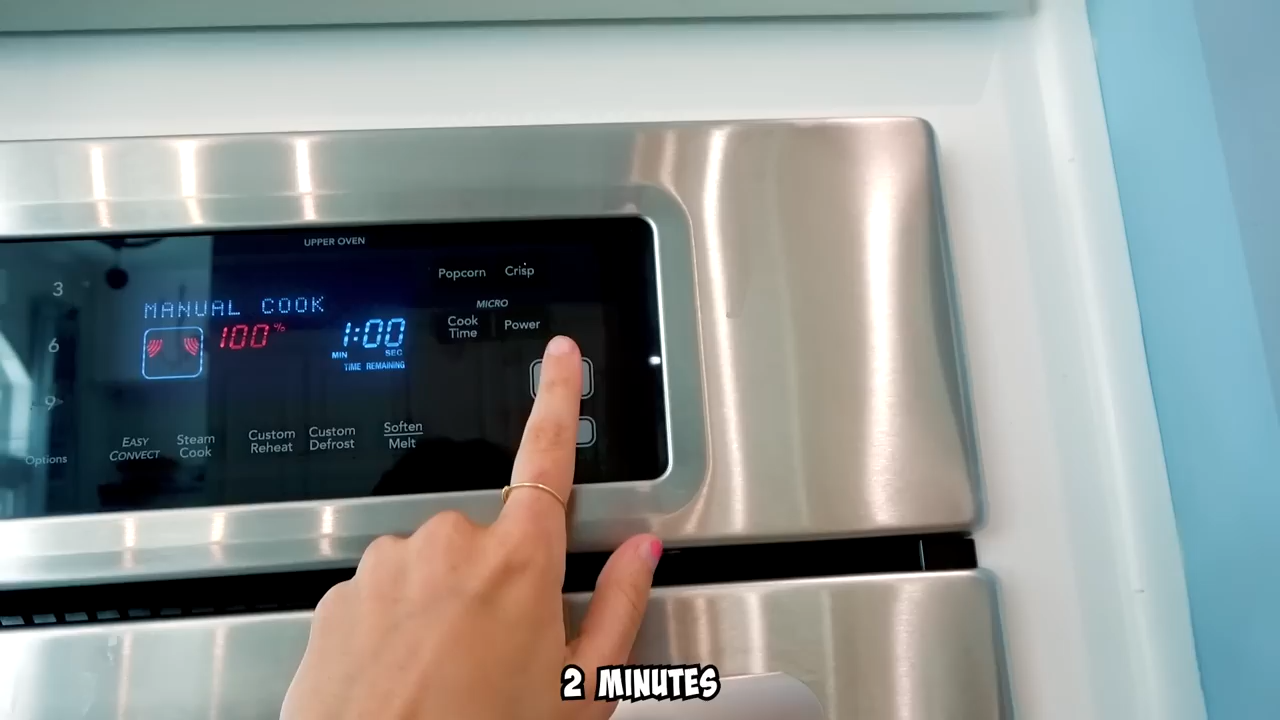 UPPER OVEN
3
Popcorn Crisp
MANUAL COOK
MICRO
100%
1:00
Cook Time
Power
6
MIN SEC
TIME REMAINING
9
Options
EASY CONVECT
Steam Cook
Custom Reheat
Custom Defrost
Soften
Melt
2 MINUTES